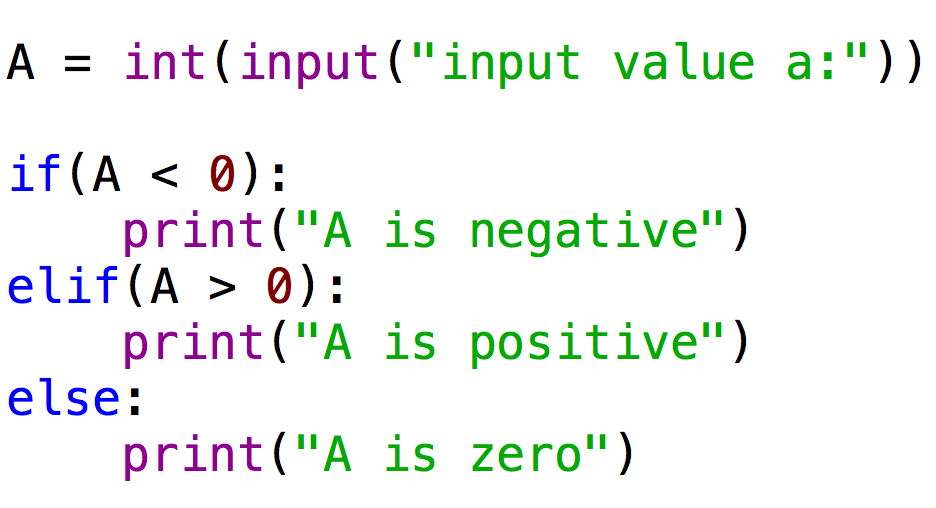 A = int(input("input value a:"))
if(A < 0):
    print("A is negative")
elif(A > 0):
    print("A is positive")
else:
    print("A is zero")